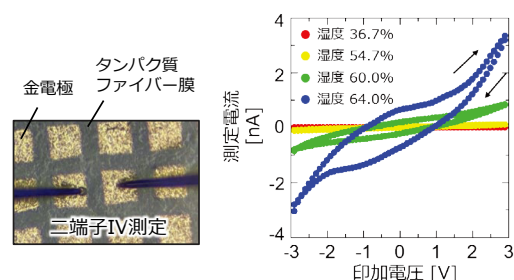 タンパク質
ファイバー膜
金電極
二端子IV測定
4
2
0
-2
-4
測定電流
[nA]
湿度 36.7%
湿度 54.7%
湿度 60.0%
湿度 64.0%
-3 -2 -1 0 1 2 3
印加電圧 [V]